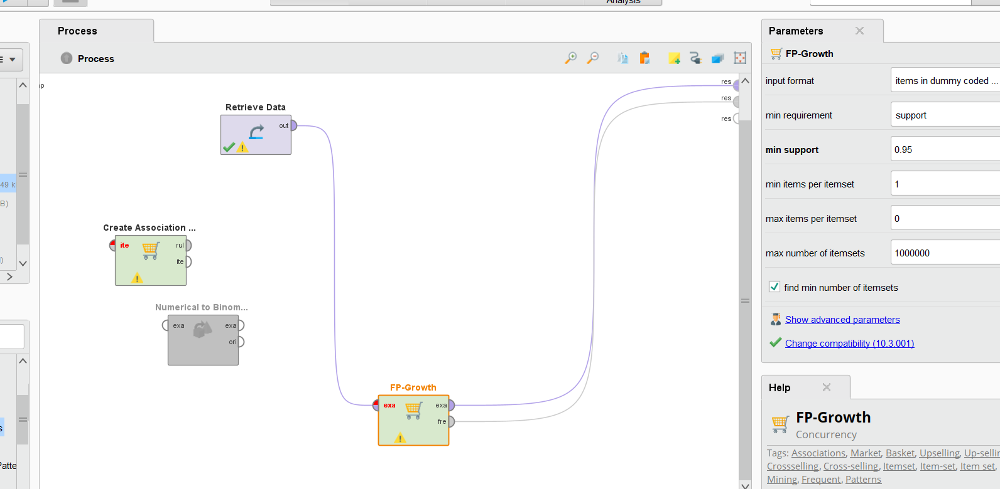 Analysis
Process
Process
Retrieve Data
out
Create Association ...
ite
rul
ite
Numerical to Binom...
exa
exa
ori
FP-Growth
exa
exa
fre
res
res
res
49 k
B)
Parameters
FP-Growth
input format
items in dummy coded ...
min requirement
support
min support
0.95
min items per itemset
1
max items per itemset
0
max number of itemsets
1000000
find min number of itemsets
Show advanced parameters
Change compatibility (10.3.001)
Help
FP-Growth
Concurrency
Tags: Associations, Market, Basket, Upselling, Up-sellin
Crossselling, Cross-selling, Itemset, Item-set, Item set,
Mining, Frequent, Patterns